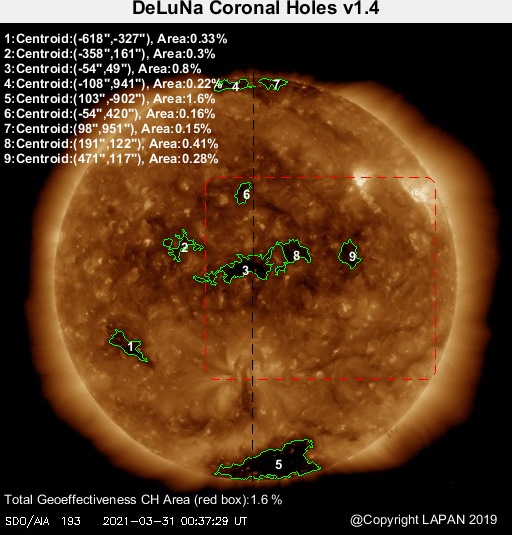 DeLuNa Coronal Holes v1.4
1:Centroid:(-618",-327"), Area:0.33%
2:Centroid:(-358",161"), Area:0.3%
3:Centroid:(-54",49"), Area:0.8%
4:Centroid:(-108",941"), Area:0.22%
5:Centroid:(103",-902"), Area:1.6%
6:Centroid:(-54",420"), Area:0.16%
7:Centroid:(98",951"), Area:0.15%
8:Centroid:(191",122"), Area:0.41%
9:Centroid:(471",117"), Area:0.28%
4
7
6
2
8
9
3
1
5
Total Geoeffectiveness CH Area (red box):1.6 %
SDO/AIA 193 2021-03-31 00:37:29 UT
@Copyright LAPAN 2019